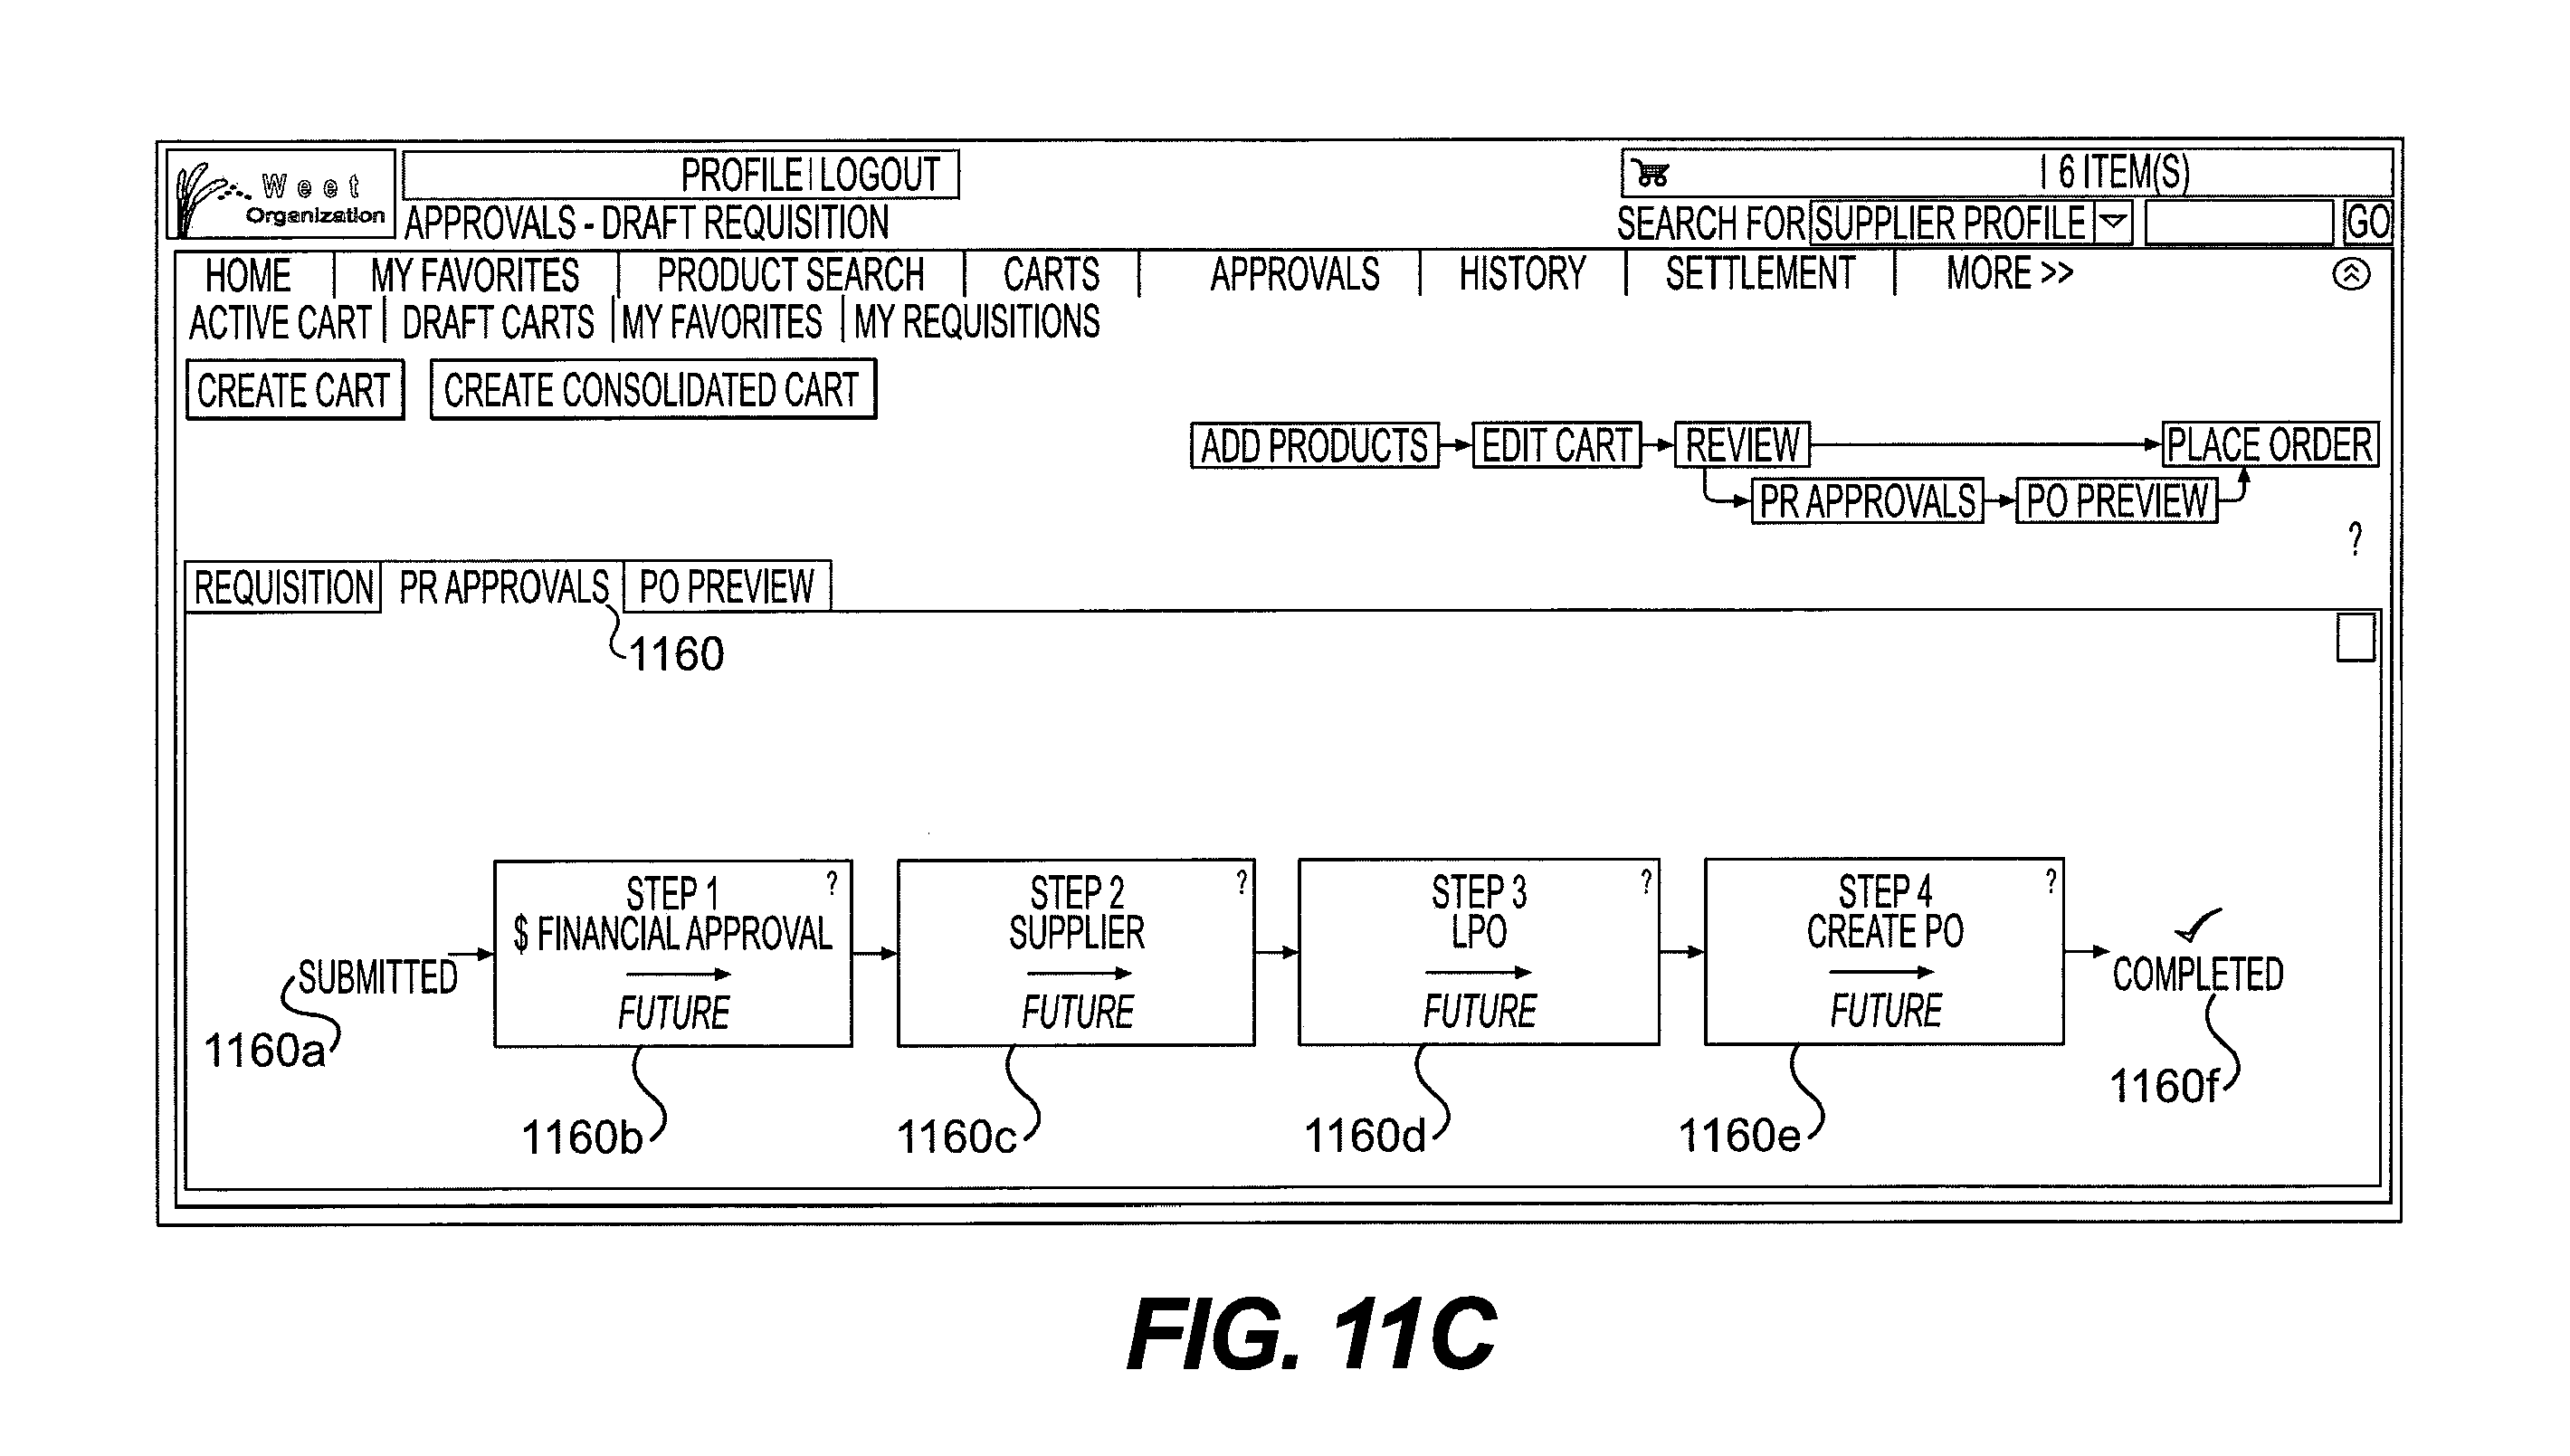 Weet
Organization
PROFILE | LOGOUT
| 6 ITEM(S)
APPROVALS - DRAFT REQUISITION
SEARCH FOR SUPPLIER PROFILE GO
HOME | MY FAVORITES | PRODUCT SEARCH | CARTS | APPROVALS | HISTORY | SETTLEMENT | MORE >>
ACTIVE CART | DRAFT CARTS | MY FAVORITES | MY REQUISITIONS
CREATE CART CREATE CONSOLIDATED CART
ADD PRODUCTS EDIT CART REVIEW PLACE ORDER
PR APPROVALS PO PREVIEW
?
REQUISITION PR APPROVALS PO PREVIEW
1160
STEP 1 ?
$ FINANCIAL APPROVAL
FUTURE
STEP 2 ?
SUPPLIER
FUTURE
STEP 3 ?
LPO
FUTURE
STEP 4 ?
CREATE PO
FUTURE
SUBMITTED
COMPLETED
1160a
1160b
1160c
1160d
1160e
1160f
FIG. 11C